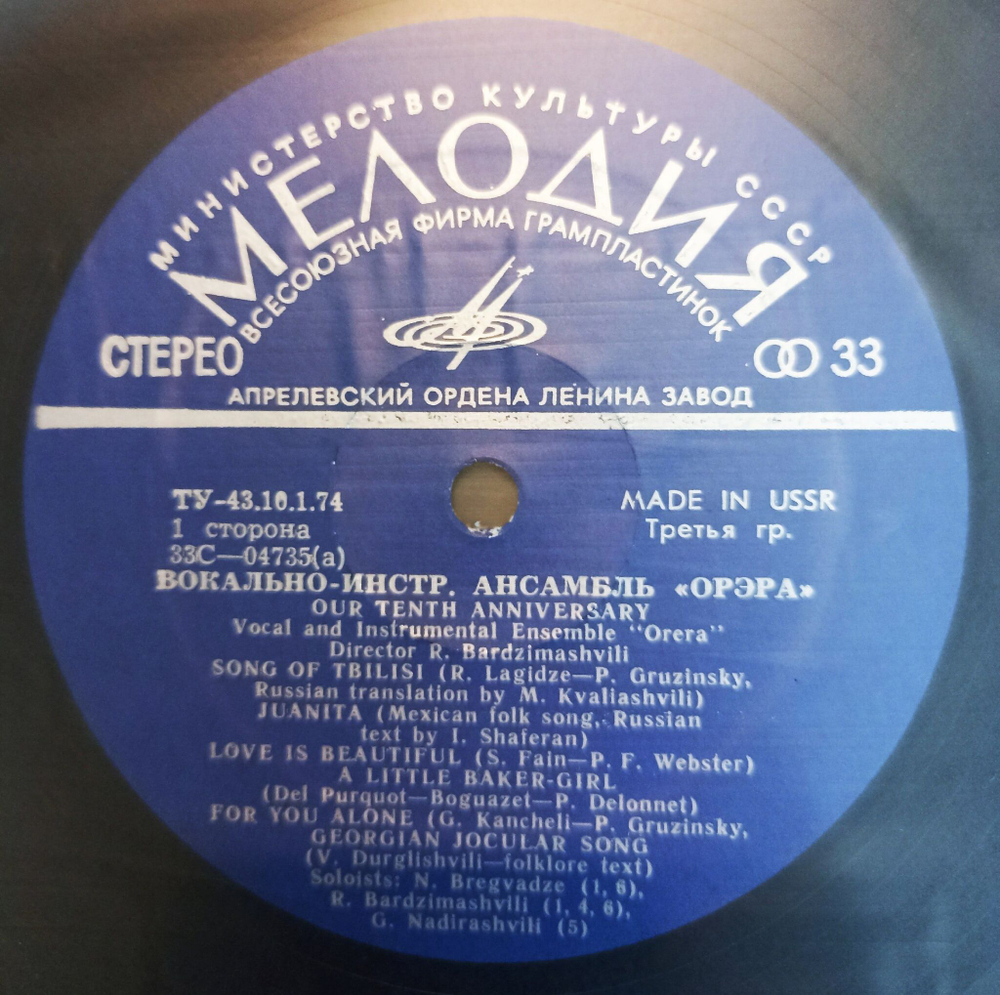 МИНИСТЕРСТВО КУЛЬТУРЫ СССР
МЕЛОДИЯ
ВСЕСОЮЗНАЯ ФИРМА ГРАМПЛАСТИНОК
СТЕРЕО
33
АПРЕЛЕВСКИЙ ОРДЕНА ЛЕНИНА ЗАВОД
ТУ-43.10.1.74
MADE IN USSR
1 сторона
Третья гр.
33С—04735(а)
ВОКАЛЬНО-ИНСТР. АНСАМБЛЬ «ОРЭРА»
OUR TENTH ANNIVERSARY
Vocal and Instrumental Ensemble "Orera"
Director R. Bardzimashvili
SONG OF TBILISI (R. Lagidze—P. Gruzinsky,
Russian translation by M. Kvaliashvili)
JUANITA (Mexican folk song, Russian
text by I. Shaferan)
LOVE IS BEAUTIFUL (S. Fain—P. F. Webster)
A LITTLE BAKER-GIRL
(Del Purquot—Boguazet—P. Delonnet)
FOR YOU ALONE (G. Kancheli—P. Gruzinsky,
GEORGIAN JOCULAR SONG
(V. Durglishvili—folklore text)
Soloists: N. Bregvadze (1, 6),
R. Bardzimashvili (1, 4, 6),
G. Nadirashvili (5)